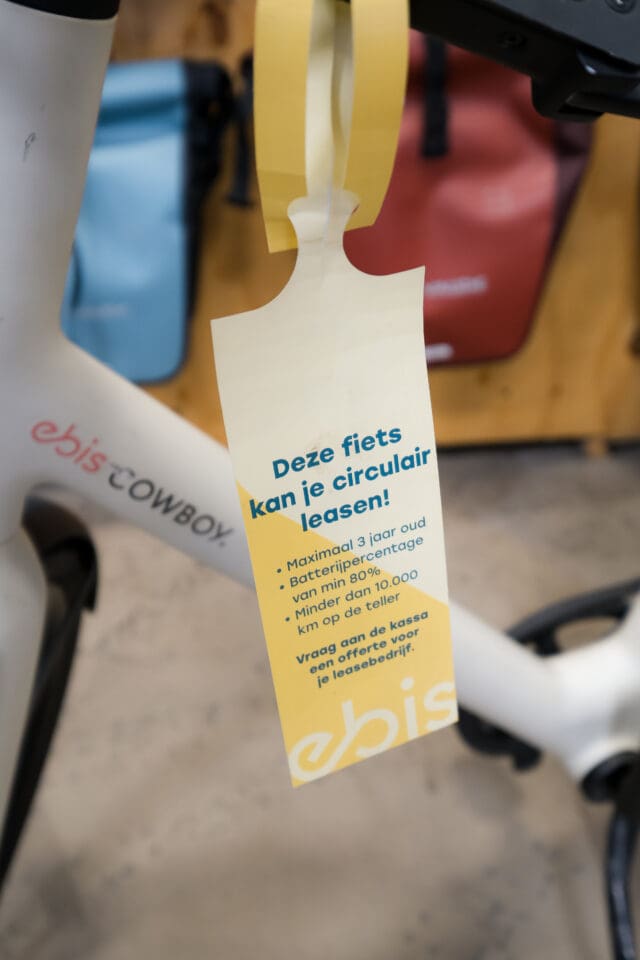 ebis
COWBOY.
Deze fiets
kan je circulair
leasen!
• Maximaal 3 jaar oud
• Batterijpercentage
van min 80%
• Minder dan 10.000
km op de teller
Vraag aan de kassa
een offerte voor
je leasebedrijf.
ebis